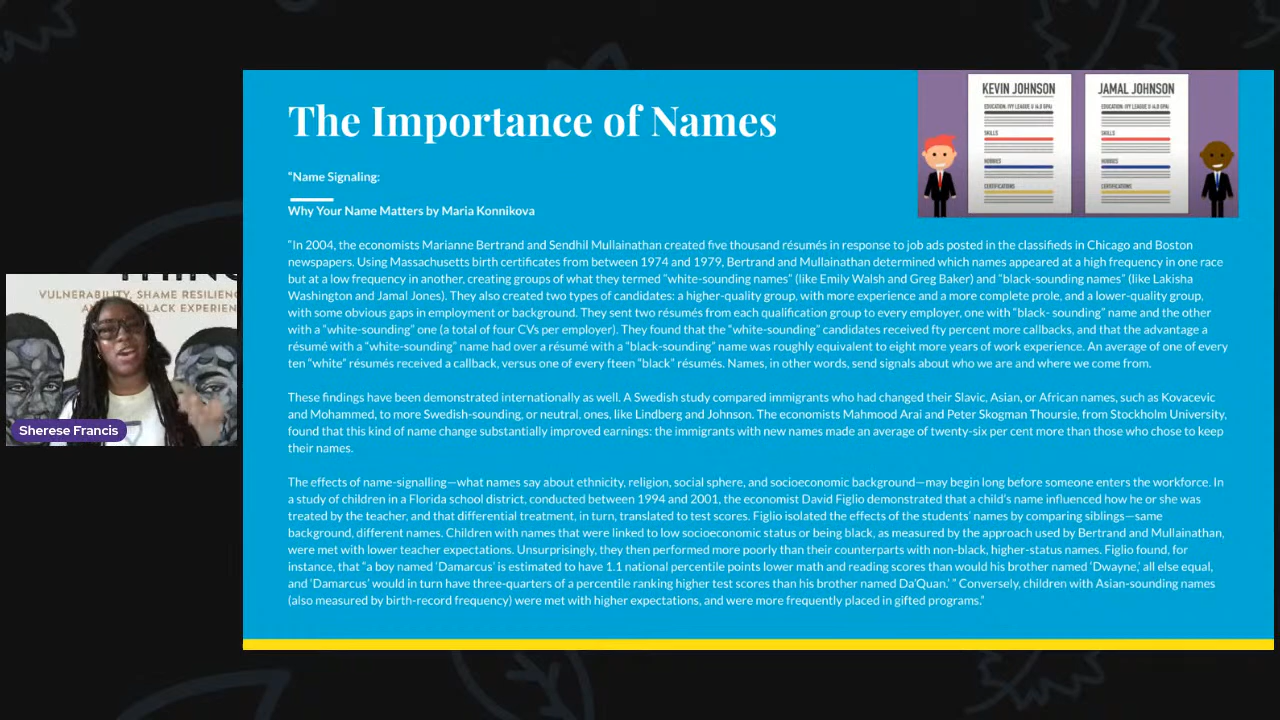 The Importance of Names
"Name Signaling:
Why Your Name Matters by Maria Konnikova
KEVIN JOHNSON
EDUCATION: IVY LEAGUE U (4.0 GPA)
SKILLS
HOBBIES
CERTIFICATIONS
JAMAL JOHNSON
EDUCATION: IVY LEAGUE U (4.0 GPA)
SKILLS
HOBBIES
CERTIFICATIONS
"In 2004, the economists Marianne Bertrand and Sendhil Mullainathan created five thousand résumés in response to job ads posted in the classifieds in Chicago and Boston
newspapers. Using Massachusetts birth certificates from between 1974 and 1979, Bertrand and Mullainathan determined which names appeared at a high frequency in one race
but at a low frequency in another, creating groups of what they termed "white-sounding names" (like Emily Walsh and Greg Baker) and "black-sounding names" (like Lakisha
Washington and Jamal Jones). They also created two types of candidates: a higher-quality group, with more experience and a more complete prole, and a lower-quality group,
with some obvious gaps in employment or background. They sent two résumés from each qualification group to every employer, one with "black- sounding" name and the other
with a "white-sounding" one (a total of four CVs per employer). They found that the "white-sounding" candidates received fty percent more callbacks, and that the advantage a
résumé with a "white-sounding" name had over a résumé with a "black-sounding" name was roughly equivalent to eight more years of work experience. An average of one of every
ten "white" résumés received a callback, versus one of every fteen "black" résumés. Names, in other words, send signals about who we are and where we come from.
These findings have been demonstrated internationally as well. A Swedish study compared immigrants who had changed their Slavic, Asian, or African names, such as Kovacevic
and Mohammed, to more Swedish-sounding, or neutral, ones, like Lindberg and Johnson. The economists Mahmood Arai and Peter Skogman Thoursie, from Stockholm University,
found that this kind of name change substantially improved earnings: the immigrants with new names made an average of twenty-six per cent more than those who chose to keep
their names.
The effects of name-signalling—what names say about ethnicity, religion, social sphere, and socioeconomic background—may begin long before someone enters the workforce. In
a study of children in a Florida school district, conducted between 1994 and 2001, the economist David Figlio demonstrated that a child's name influenced how he or she was
treated by the teacher, and that differential treatment, in turn, translated to test scores. Figlio isolated the effects of the students' names by comparing siblings—same
background, different names. Children with names that were linked to low socioeconomic status or being black, as measured by the approach used by Bertrand and Mullainathan,
were met with lower teacher expectations. Unsurprisingly, they then performed more poorly than their counterparts with non-black, higher-status names. Figlio found, for
instance, that "a boy named 'Damarcus' is estimated to have 1.1 national percentile points lower math and reading scores than would his brother named 'Dwayne,' all else equal,
and 'Damarcus' would in turn have three-quarters of a percentile ranking higher test scores than his brother named Da'Quan.' " Conversely, children with Asian-sounding names
(also measured by birth-record frequency) were met with higher expectations, and were more frequently placed in gifted programs."
VULNERABILITY, SHAME RESILIENC
BLACK EXPERIEN
Sherese Francis